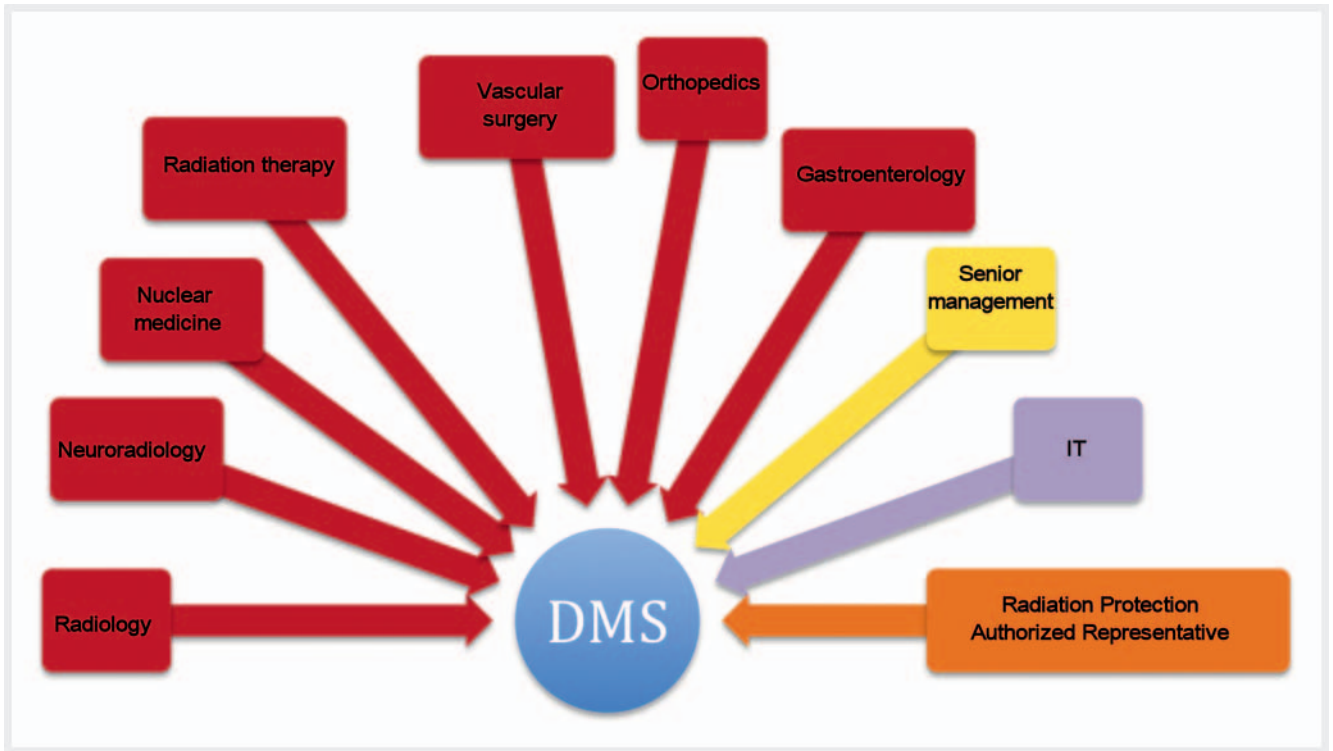 Vascular
surgery
Orthopedics
Radiation therapy
Gastroenterology
Nuclear
medicine
Senior
management
Neuroradiology
IT
Radiology
DMS
Radiation Protection
Authorized Representative